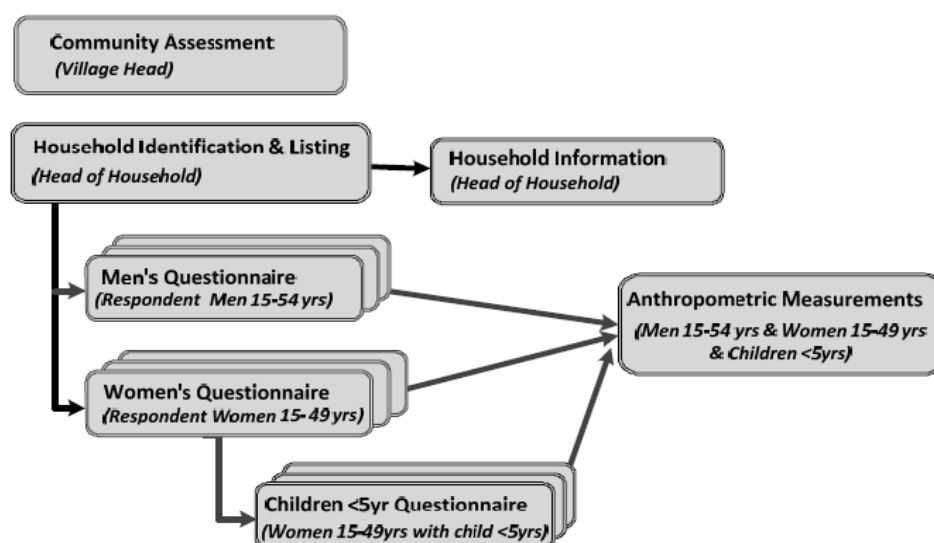 Community Assessment
(Village Head)
Household Identification & Listing
(Head of Household)
Household Information
(Head of Household)
Men's Questionnaire
(Respondent Men 15-54 yrs)
Anthropometric Measurements
(Men 15-54 yrs & Women 15-49 yrs
& Children <5yrs)
Women's Questionnaire
(Respondent Women 15-49 yrs)
Children <5yr Questionnaire
(Women 15-49yrs with child <5yrs)